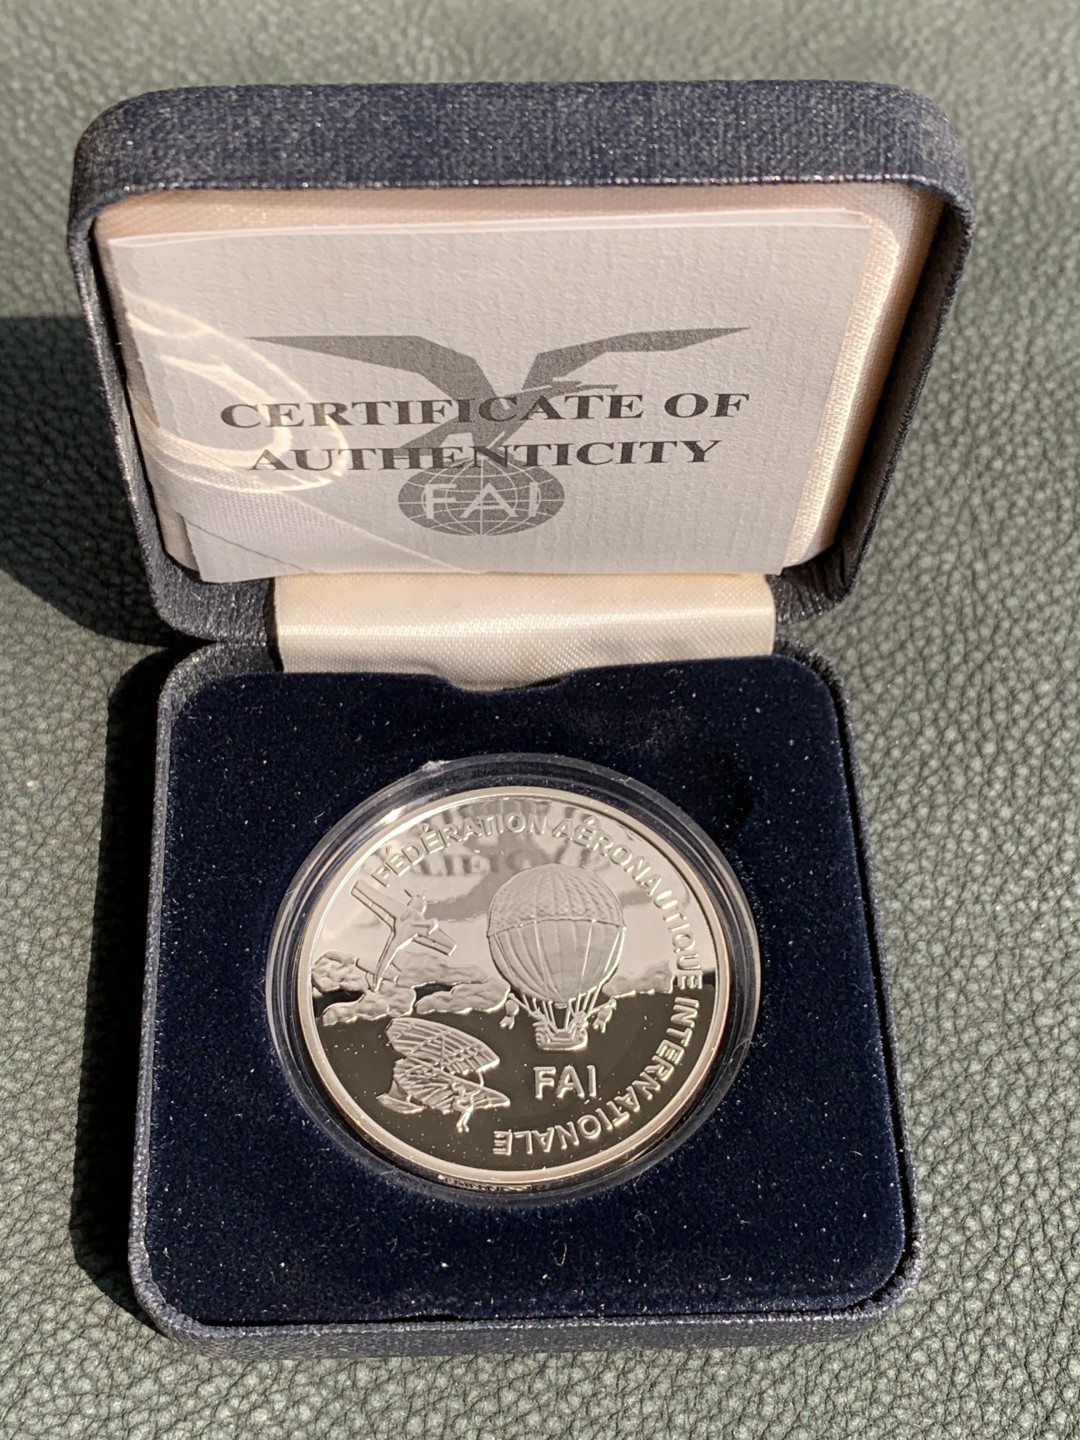 CERTIFICATE OF
AUTHENTICITY
FAI
FÉDÉRATION AÉRONAUTIQUE INTERNATIONALE
FAI